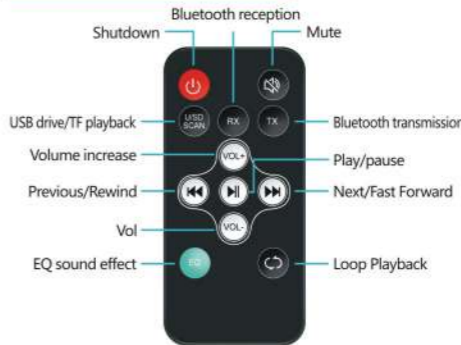 Bluetooth reception
Shutdown
Mute
U/SD
SCAN
RX
TX
USB drive/TF playback
Bluetooth transmission
VOL+
Volume increase
Play/pause
Previous/Rewind
Next/Fast Forward
Vol
VOL-
EQ sound effect
EQ
Loop Playback